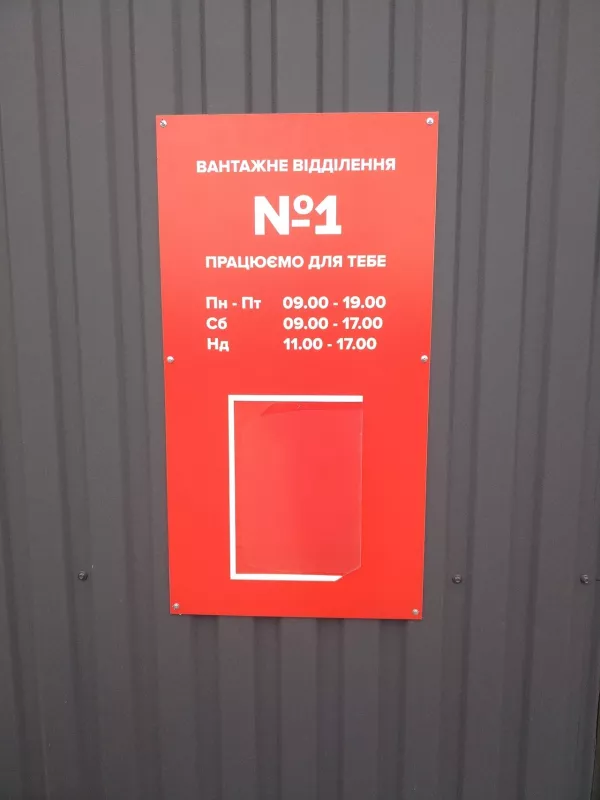 ВАНТАЖНЕ ВІДДІЛЕННЯ
№1
ПРАЦЮЄМО ДЛЯ ТЕБЕ
Пн - Пт 09.00 - 19.00
Сб 09.00 - 17.00
Нд 11.00 - 17.00